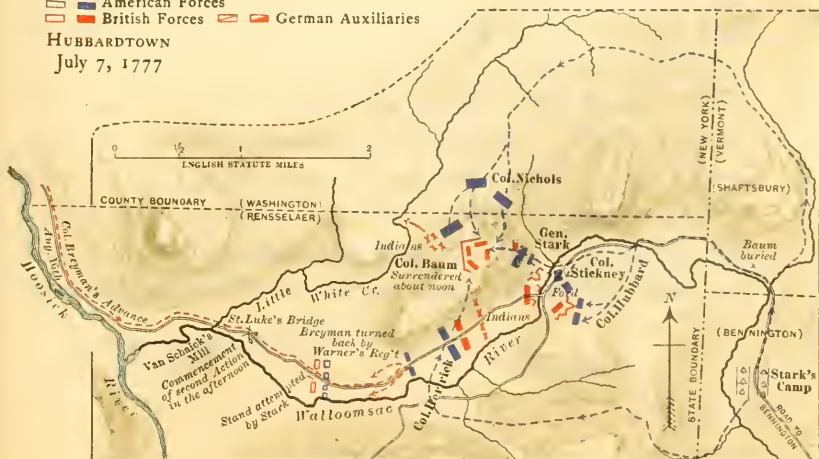 American Forces
British Forces
German Auxiliaries
HUBBARDTOWN
July 7, 1777
0
1/2
1
2
ENGLISH STATUTE MILES
COUNTY BOUNDARY
(WASHINGTON)
(RENSSELAER)
(NEW YORK)
(VERMONT)
(SHAFTSBURY)
Col. Nichols
Indians
Col. Baum
Surrendered
about noon
Gen.
Stark
Col.
Stickney
Ford
Col. Hubbard
Baum
buried
Col. Breyman's Advance
Aug. 16th
Hoosick
River
Little
White Cr.
St. Luke's Bridge
Van Schaick's
Mill
Commencement
of second Action
in the afternoon
Breyman turned
back by
Warner's Reg't
Indians
River
Stand attempted
by Stark
Walloomsac
Col. Herrick
N
STATE BOUNDARY
(BENNINGTON)
Stark's
Camp
ROAD TO
BENNINGTON